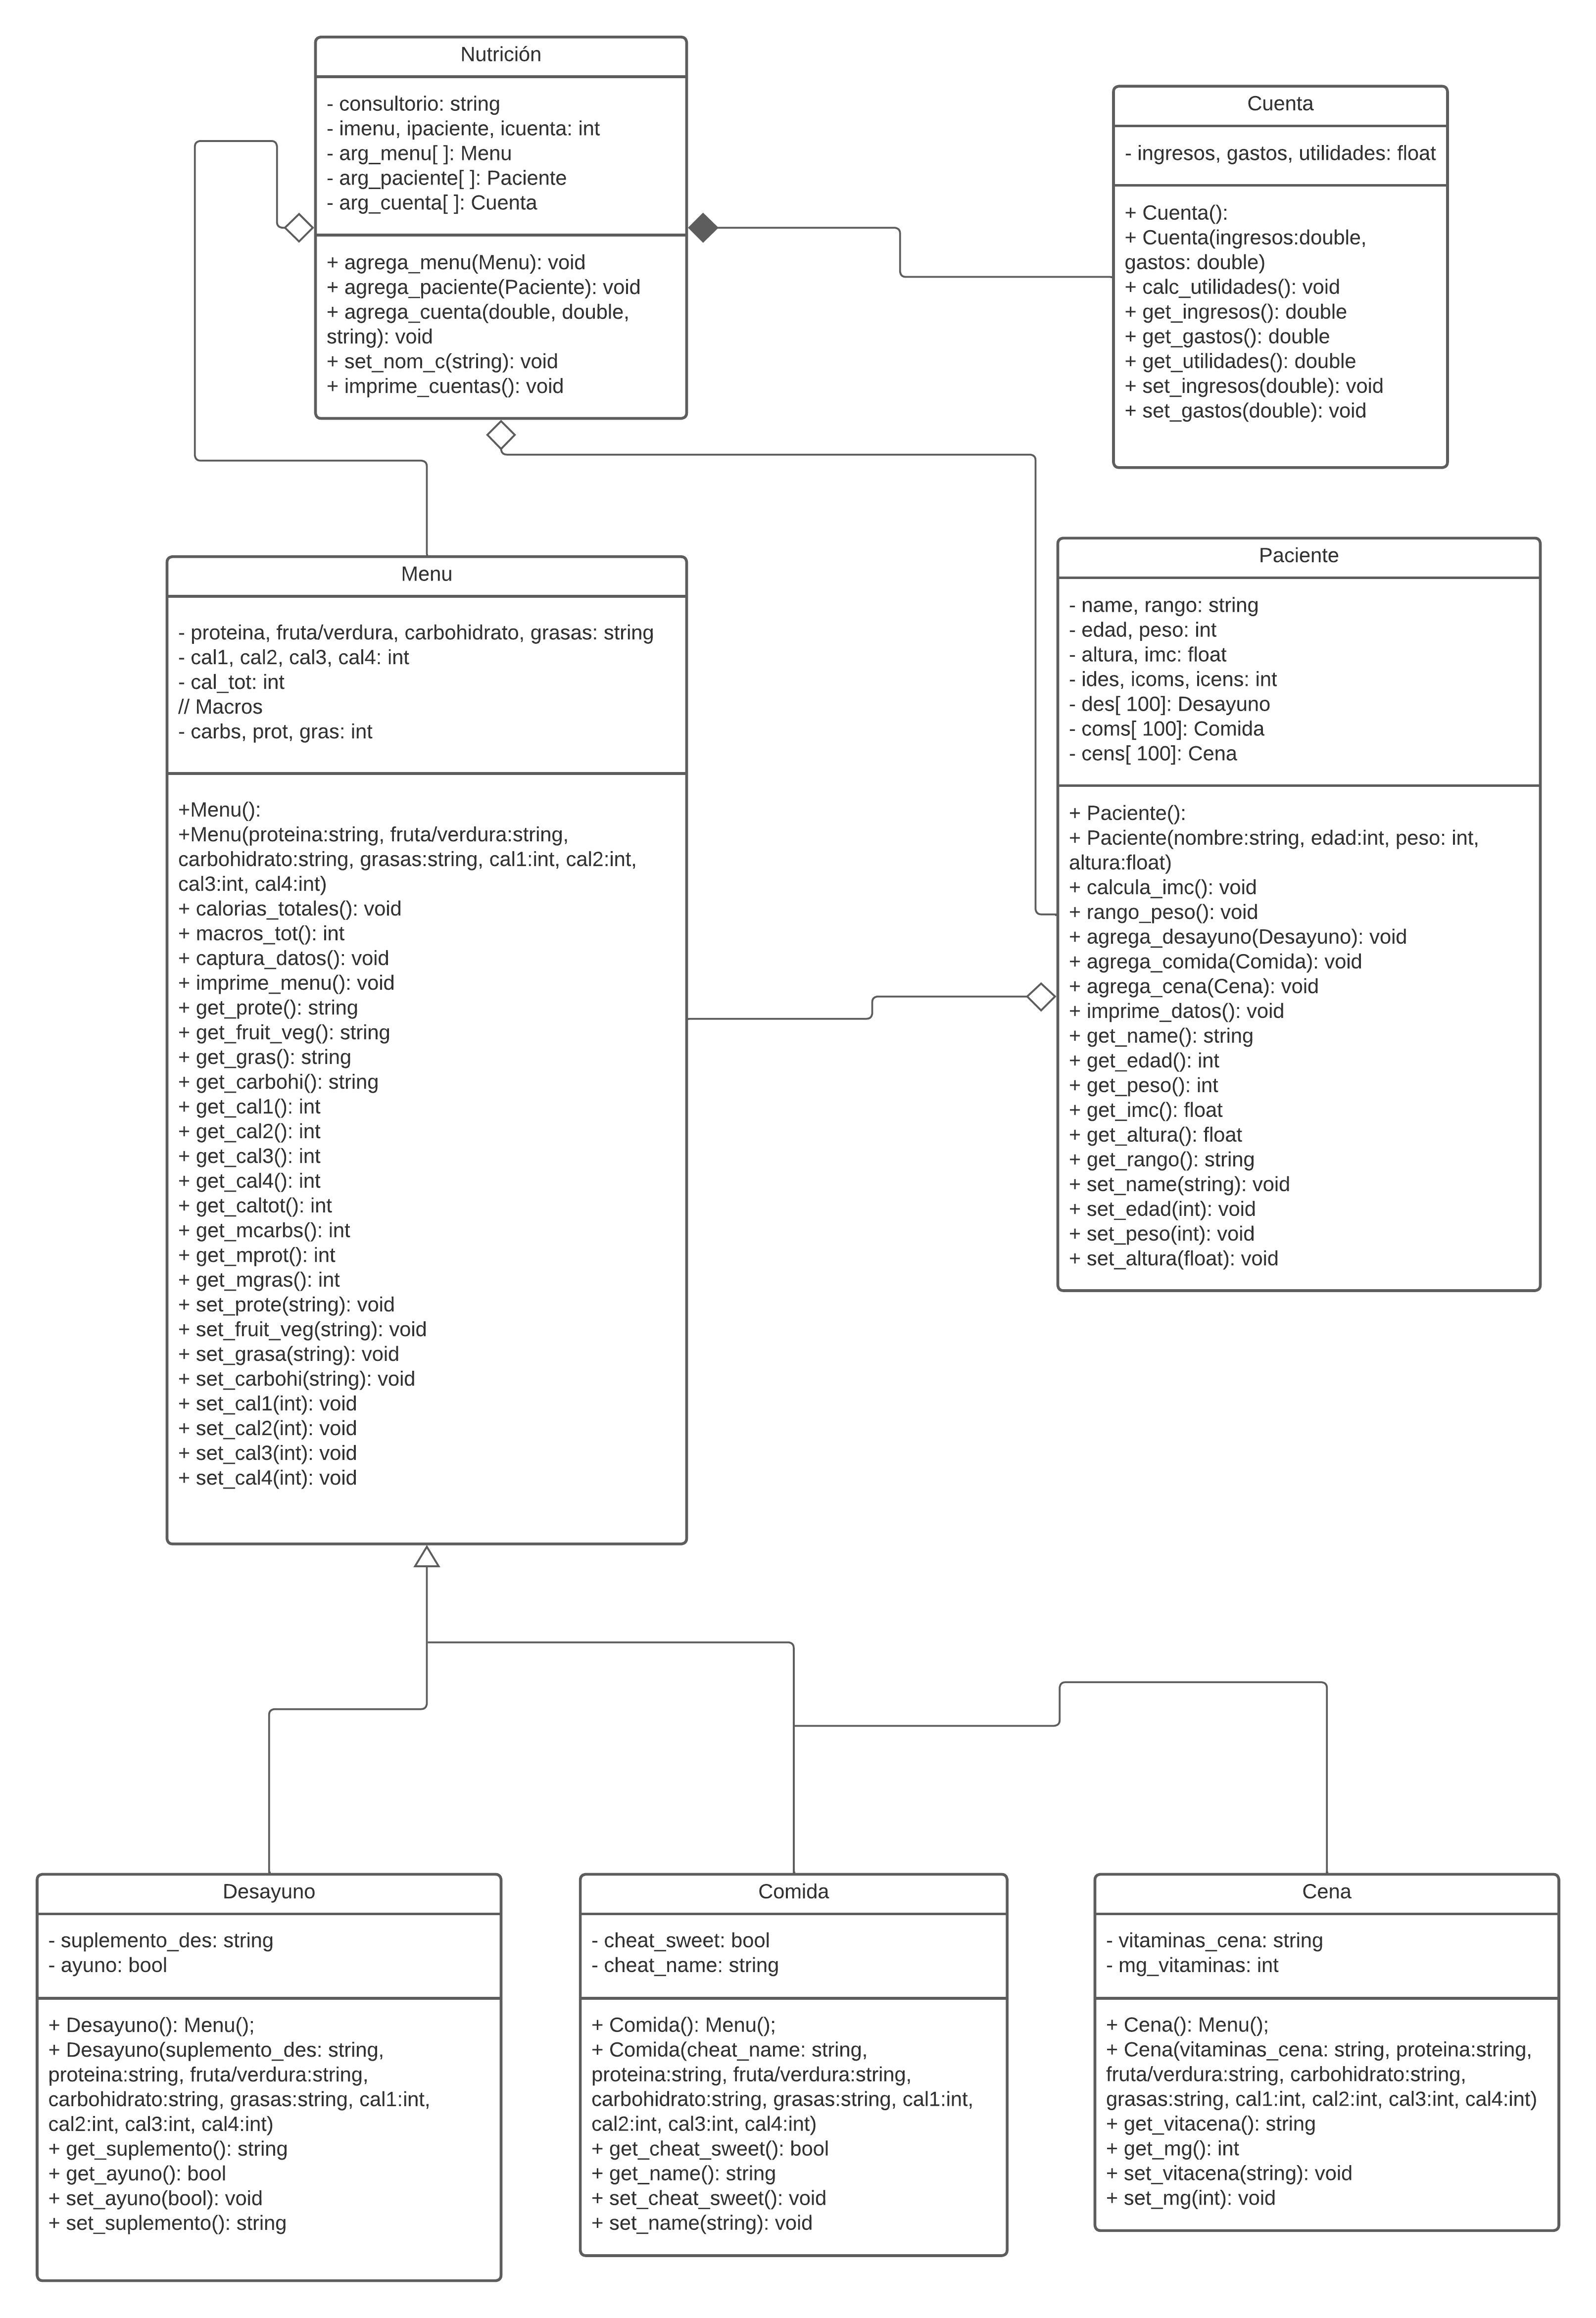 Nutrición
- consultorio: string
- imenu, ipaciente, icuenta: int
- arg_menu[ ]: Menu
- arg_paciente[ ]: Paciente
- arg_cuenta[ ]: Cuenta
+ agrega_menu(Menu): void
+ agrega_paciente(Paciente): void
+ agrega_cuenta(double, double,
string): void
+ set_nom_c(string): void
+ imprime_cuentas(): void
Cuenta
- ingresos, gastos, utilidades: float
+ Cuenta():
+ Cuenta(ingresos:double,
gastos: double)
+ calc_utilidades(): void
+ get_ingresos(): double
+ get_gastos(): double
+ get_utilidades(): double
+ set_ingresos(double): void
+ set_gastos(double): void
Menu
- proteina, fruta/verdura, carbohidrato, grasas: string
- cal1, cal2, cal3, cal4: int
- cal_tot: int
// Macros
- carbs, prot, gras: int
+Menu():
+Menu(proteina:string, fruta/verdura:string,
carbohidrato:string, grasas:string, cal1:int, cal2:int,
cal3:int, cal4:int)
+ calorias_totales(): void
+ macros_tot(): int
+ captura_datos(): void
+ imprime_menu(): void
+ get_prote(): string
+ get_fruit_veg(): string
+ get_gras(): string
+ get_carbohi(): string
+ get_cal1(): int
+ get_cal2(): int
+ get_cal3(): int
+ get_cal4(): int
+ get_caltot(): int
+ get_mcarbs(): int
+ get_mprot(): int
+ get_mgras(): int
+ set_prote(string): void
+ set_fruit_veg(string): void
+ set_grasa(string): void
+ set_carbohi(string): void
+ set_cal1(int): void
+ set_cal2(int): void
+ set_cal3(int): void
+ set_cal4(int): void
Paciente
- name, rango: string
- edad, peso: int
- altura, imc: float
- ides, icoms, icens: int
- des[ 100]: Desayuno
- coms[ 100]: Comida
- cens[ 100]: Cena
+ Paciente():
+ Paciente(nombre:string, edad:int, peso: int,
altura:float)
+ calcula_imc(): void
+ rango_peso(): void
+ agrega_desayuno(Desayuno): void
+ agrega_comida(Comida): void
+ agrega_cena(Cena): void
+ imprime_datos(): void
+ get_name(): string
+ get_edad(): int
+ get_peso(): int
+ get_imc(): float
+ get_altura(): float
+ get_rango(): string
+ set_name(string): void
+ set_edad(int): void
+ set_peso(int): void
+ set_altura(float): void
Desayuno
- suplemento_des: string
- ayuno: bool
+ Desayuno(): Menu();
+ Desayuno(suplemento_des: string,
proteina:string, fruta/verdura:string,
carbohidrato:string, grasas:string, cal1:int,
cal2:int, cal3:int, cal4:int)
+ get_suplemento(): string
+ get_ayuno(): bool
+ set_ayuno(bool): void
+ set_suplemento(): string
Comida
- cheat_sweet: bool
- cheat_name: string
+ Comida(): Menu();
+ Comida(cheat_name: string,
proteina:string, fruta/verdura:string,
carbohidrato:string, grasas:string, cal1:int,
cal2:int, cal3:int, cal4:int)
+ get_cheat_sweet(): bool
+ get_name(): string
+ set_cheat_sweet(): void
+ set_name(string): void
Cena
- vitaminas_cena: string
- mg_vitaminas: int
+ Cena(): Menu();
+ Cena(vitaminas_cena: string, proteina:string,
fruta/verdura:string, carbohidrato:string,
grasas:string, cal1:int, cal2:int, cal3:int, cal4:int)
+ get_vitacena(): string
+ get_mg(): int
+ set_vitacena(string): void
+ set_mg(int): void